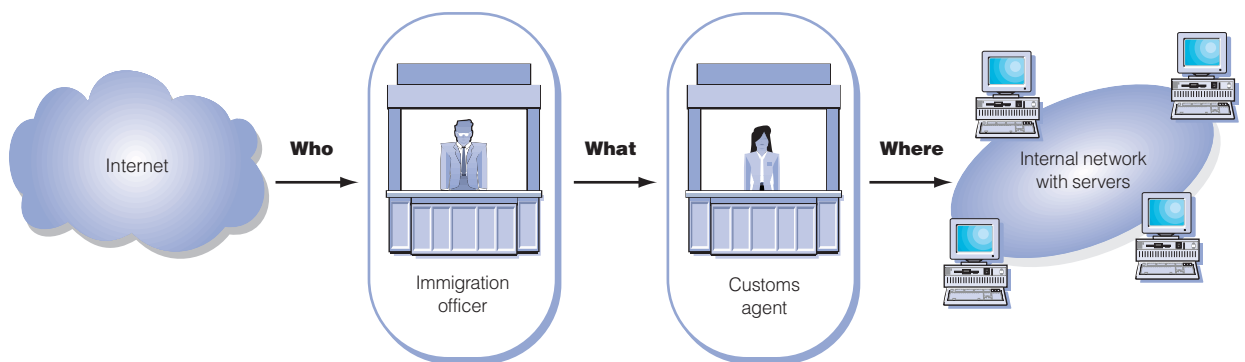 Internet
Who
Immigration
officer
What
Customs
agent
Where
Internal network
with servers